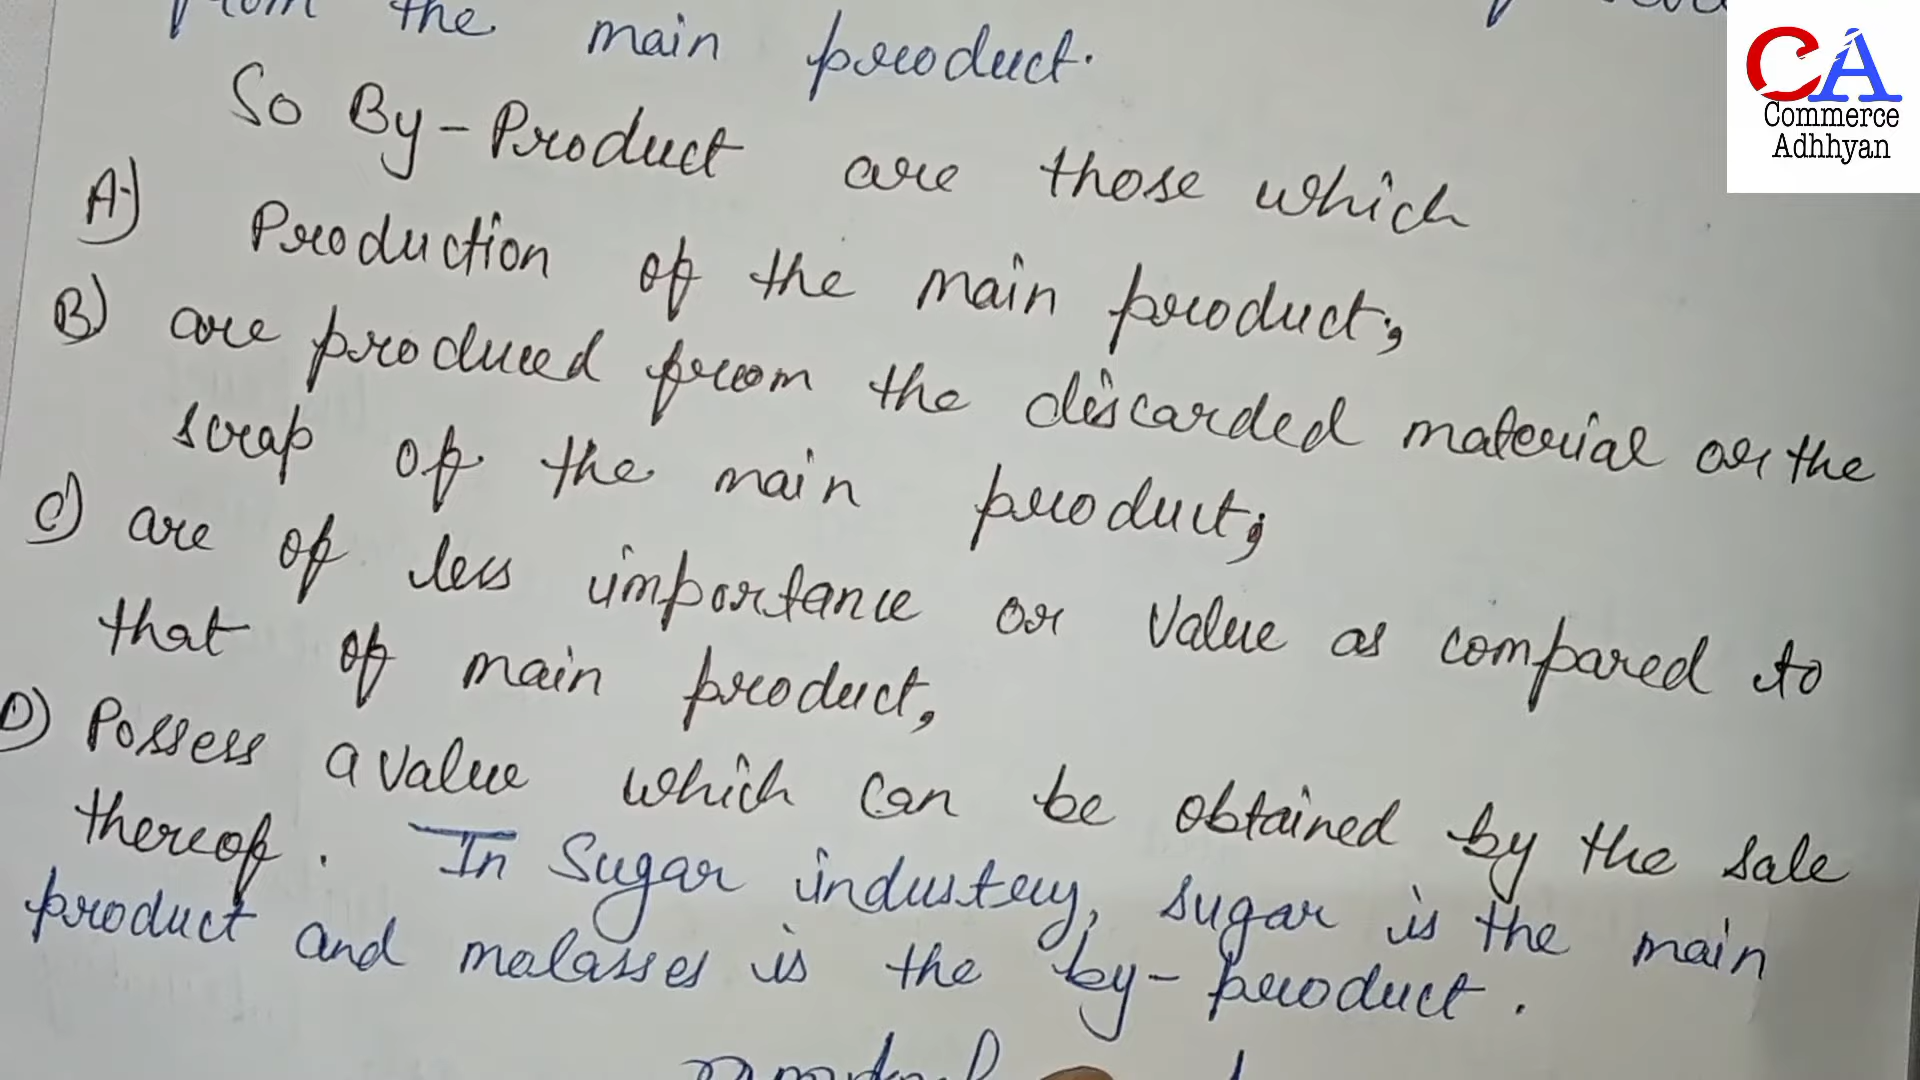 from the main product.
So By-Product are those which
A) Production of the main product;
B) are produced from the discarded material or the
scrap of the main product;
C) are of less importance or value as compared to
that of main product,
D) Possess a value which can be obtained by the sale
thereof. In Sugar industry, sugar is the main
product and molasses is the by-product.
CA
Commerce
Adhhyan